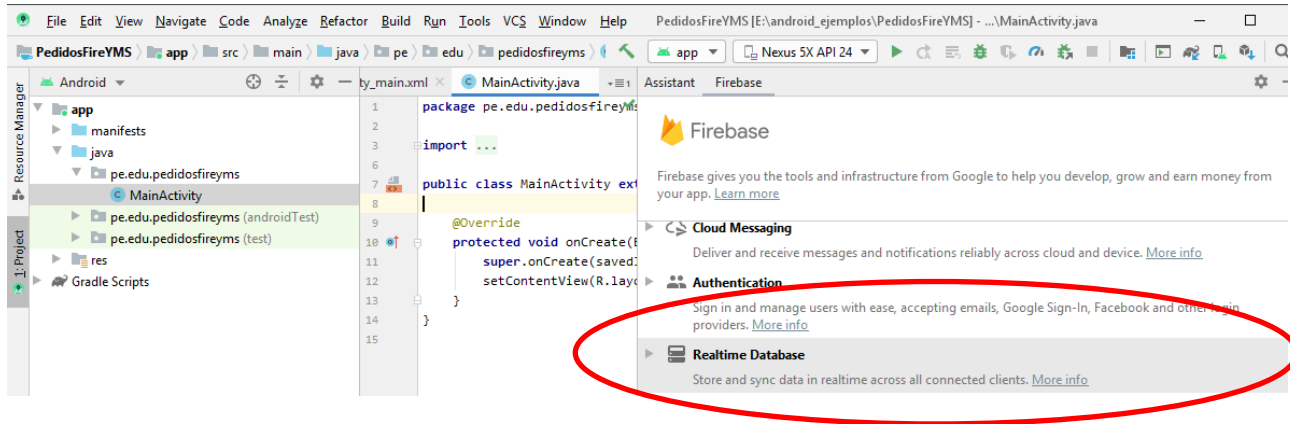 File Edit View Navigate Code Analyze Refactor Build Run Tools VCS Window Help PedidosFireYMS [E:\android_ejemplos\PedidosFireYMS] - ...\MainActivity.java
PedidosFireYMS app src main java pe edu pedidosfireyms app Nexus 5X API 24
Resource Manager
1: Project
Android
app
manifests
java
pe.edu.pedidosfireyms
MainActivity
pe.edu.pedidosfireyms (androidTest)
pe.edu.pedidosfireyms (test)
res
Gradle Scripts
ty_main.xml MainActivity.java 1
1 package pe.edu.pedidosfireyms
2
3 import ...
6
7 public class MainActivity ext
8
9 @Override
10 protected void onCreate(B
11 super.onCreate(savedI
12 setContentView(R.layo
13 }
14 }
15
Assistant Firebase
Firebase
Firebase gives you the tools and infrastructure from Google to help you develop, grow and earn money from
your app. Learn more
Cloud Messaging
Deliver and receive messages and notifications reliably across cloud and device. More info
Authentication
Sign in and manage users with ease, accepting emails, Google Sign-In, Facebook and other login
providers. More info
Realtime Database
Store and sync data in realtime across all connected clients. More info